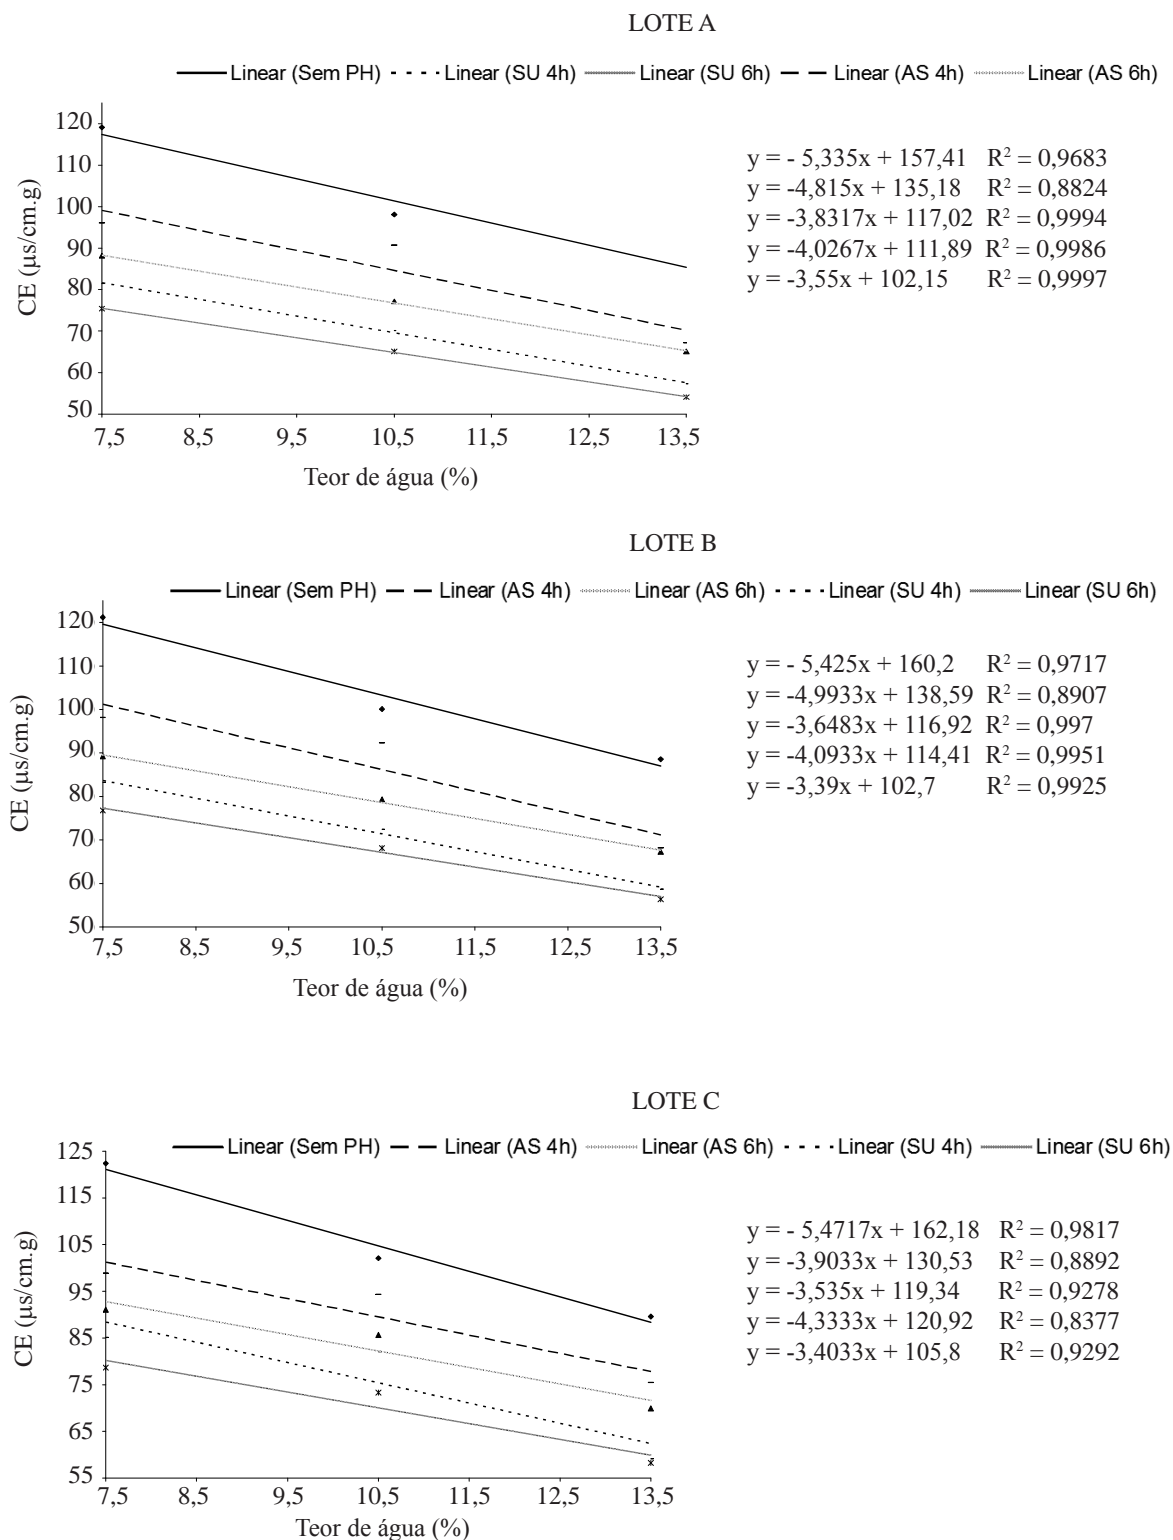 LOTE A
Linear (Sem PH) Linear (SU 4h) Linear (SU 6h) Linear (AS 4h) Linear (AS 6h)
120
110
100
90
80
70
60
50
CE (µs/cm.g)
7,5 8,5 9,5 10,5 11,5 12,5 13,5
Teor de água (%)
y = - 5,335x + 157,41 R² = 0,9683
y = -4,815x + 135,18 R² = 0,8824
y = -3,8317x + 117,02 R² = 0,9994
y = -4,0267x + 111,89 R² = 0,9986
y = -3,55x + 102,15 R² = 0,9997
LOTE B
Linear (Sem PH) Linear (AS 4h) Linear (AS 6h) Linear (SU 4h) Linear (SU 6h)
120
110
100
90
80
70
60
50
CE (µs/cm.g)
7,5 8,5 9,5 10,5 11,5 12,5 13,5
Teor de água (%)
y = - 5,425x + 160,2 R² = 0,9717
y = -4,9933x + 138,59 R² = 0,8907
y = -3,6483x + 116,92 R² = 0,997
y = -4,0933x + 114,41 R² = 0,9951
y = -3,39x + 102,7 R² = 0,9925
LOTE C
Linear (Sem PH) Linear (AS 4h) Linear (AS 6h) Linear (SU 4h) Linear (SU 6h)
125
115
105
95
85
75
65
55
CE (µs/cm.g)
7,5 8,5 9,5 10,5 11,5 12,5 13,5
Teor de água (%)
y = - 5,4717x + 162,18 R² = 0,9817
y = -3,9033x + 130,53 R² = 0,8892
y = -3,535x + 119,34 R² = 0,9278
y = -4,3333x + 120,92 R² = 0,8377
y = -3,4033x + 105,8 R² = 0,9292